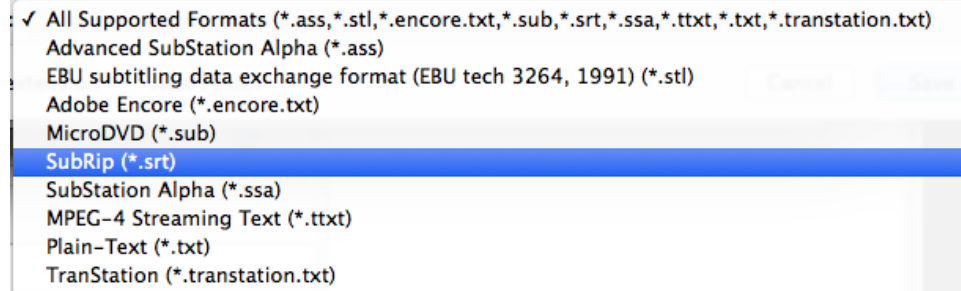 ✓ All Supported Formats (*.ass,*.stl,*.encore.txt,*.sub,*.srt,*.ssa,*.ttxt,*.txt,*.transtation.txt)
Advanced SubStation Alpha (*.ass)
EBU subtitling data exchange format (EBU tech 3264, 1991) (*.stl)
Adobe Encore (*.encore.txt)
MicroDVD (*.sub)
SubRip (*.srt)
SubStation Alpha (*.ssa)
MPEG-4 Streaming Text (*.ttxt)
Plain-Text (*.txt)
TranStation (*.transtation.txt)